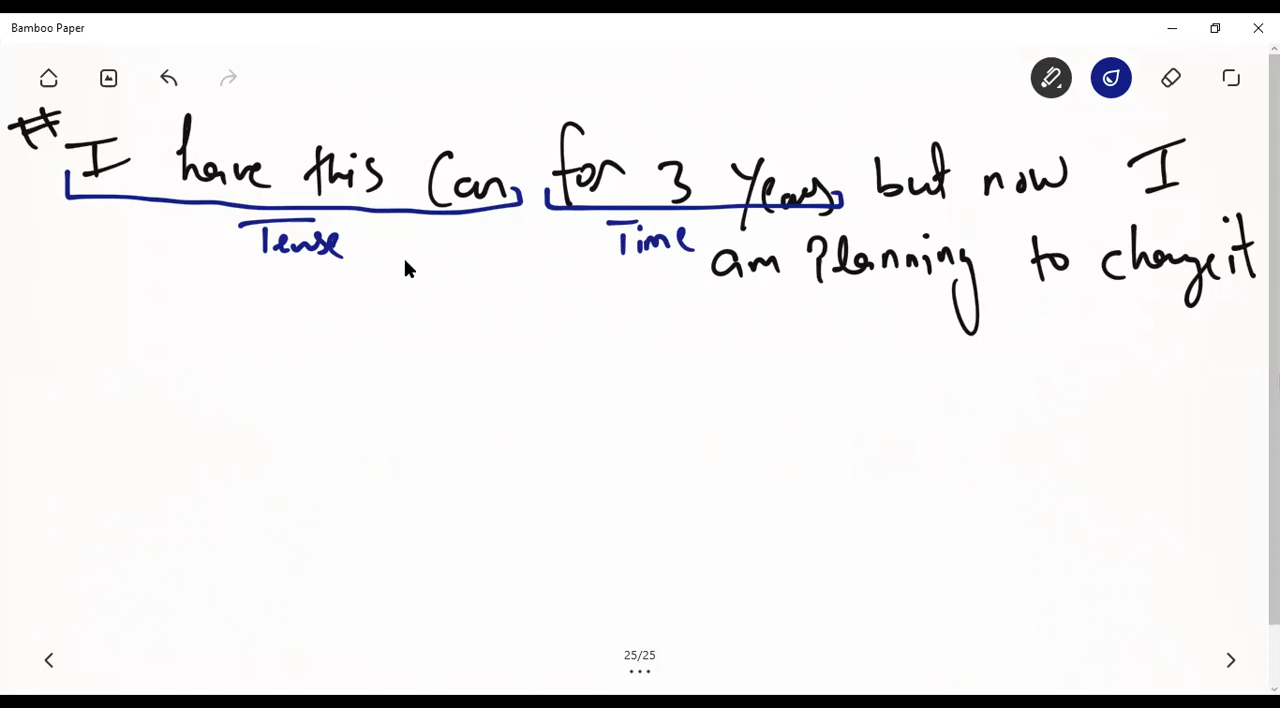 Bamboo Paper
# I have this Car for 3 Years but now I
Tense Time
am Planning to change it
25/25